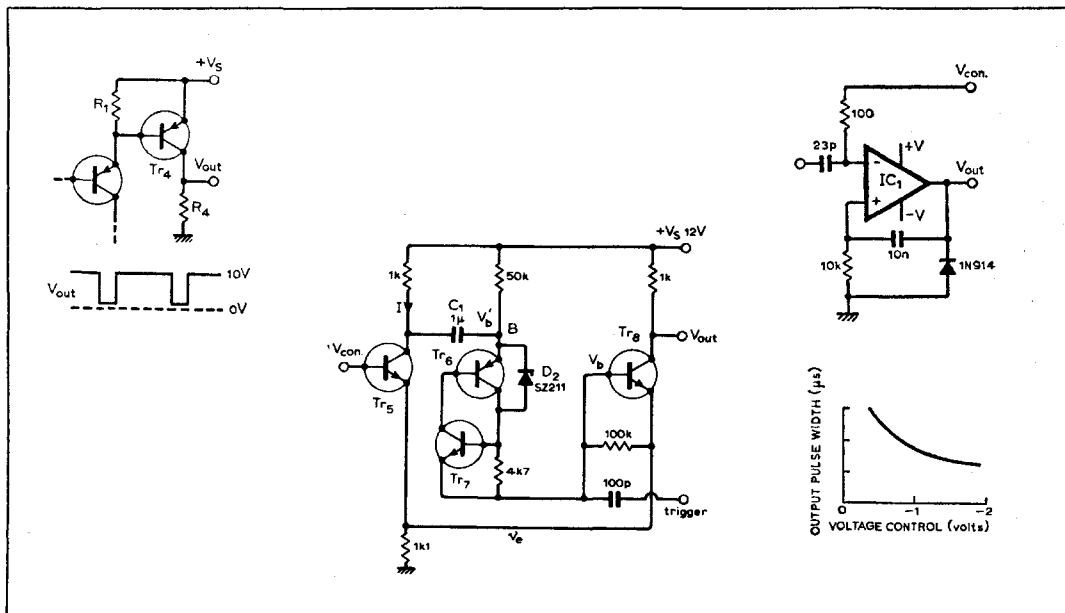 +Vs
R1
Tr4
Vout
R4
Vout
10V
0V
+Vs 12V
1k
50k
1k
I
C1
1μ
Vb'
B
Vout
Vcon.
Tr5
Tr6
D2
SZ211
Tr8
Vb
Tr7
4k7
100k
100p
trigger
Ve
1k1
Vcon.
100
23p
+V
-
IC1
+
-V
Vout
10n
10k
1N914
OUTPUT PULSE WIDTH (μs)
0 -1 -2
VOLTAGE CONTROL (volts)